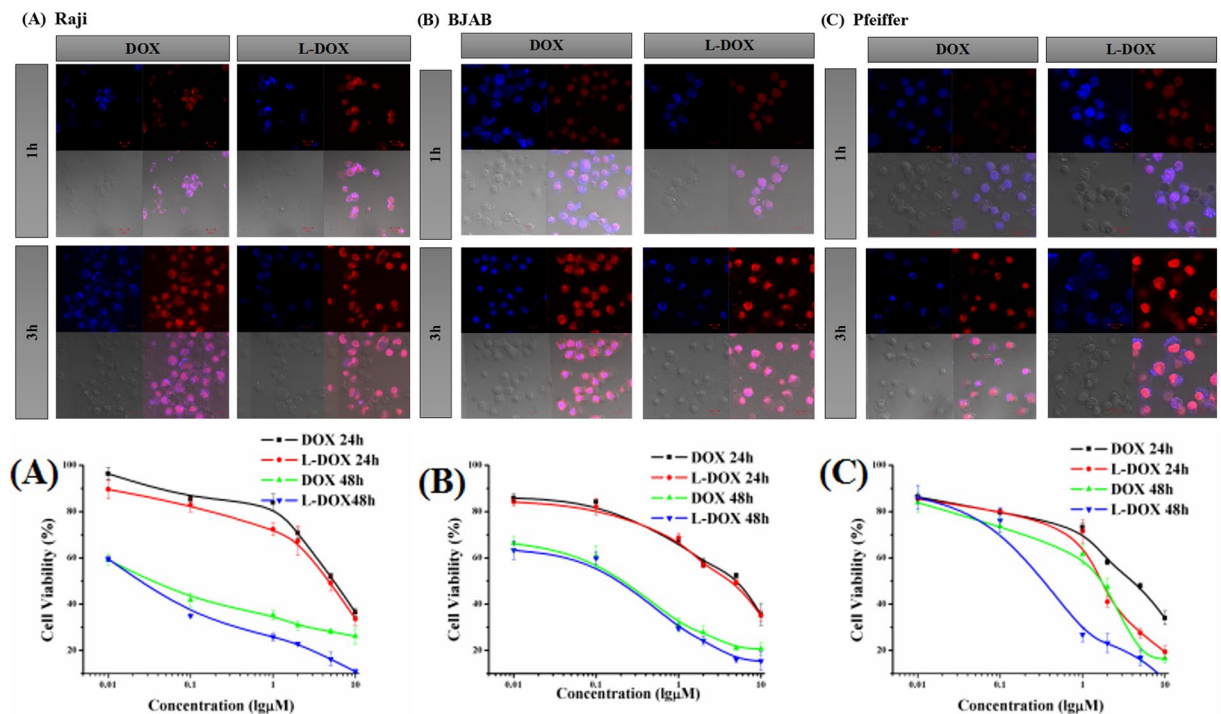 (A) Raji
(B) BJAB
(C) Pfeiffer
DOX
L-DOX
DOX
L-DOX
DOX
L-DOX
1h
1h
1h
3h
3h
3h
(A)
DOX 24h
L-DOX 24h
DOX 48h
L-DOX48h
Cell Viability (%)
100
80
60
40
20
0.01
0.1
1
10
Concentration (lgμM)
(B)
DOX 24h
L-DOX 24h
DOX 48h
L-DOX 48h
Cell Viability (%)
100
80
60
40
20
0.01
0.1
1
10
Concentration (lgμM)
(C)
DOX 24h
L-DOX 24h
DOX 48h
L-DOX 48h
Cell Viability (%)
100
80
60
40
20
0.01
0.1
1
10
Concentration (lgμM)